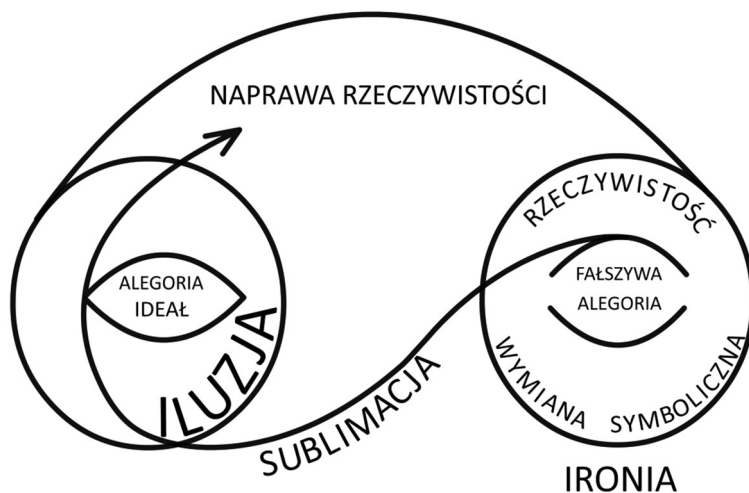 NAPRAWA RZECZYWISTOŚCI
ALEGORIA
IDEAŁ
ILUZJA
SUBLIMACJA
RZECZYWISTOŚĆ
FAŁSZYWA
ALEGORIA
WYMIANA SYMBOLICZNA
IRONIA